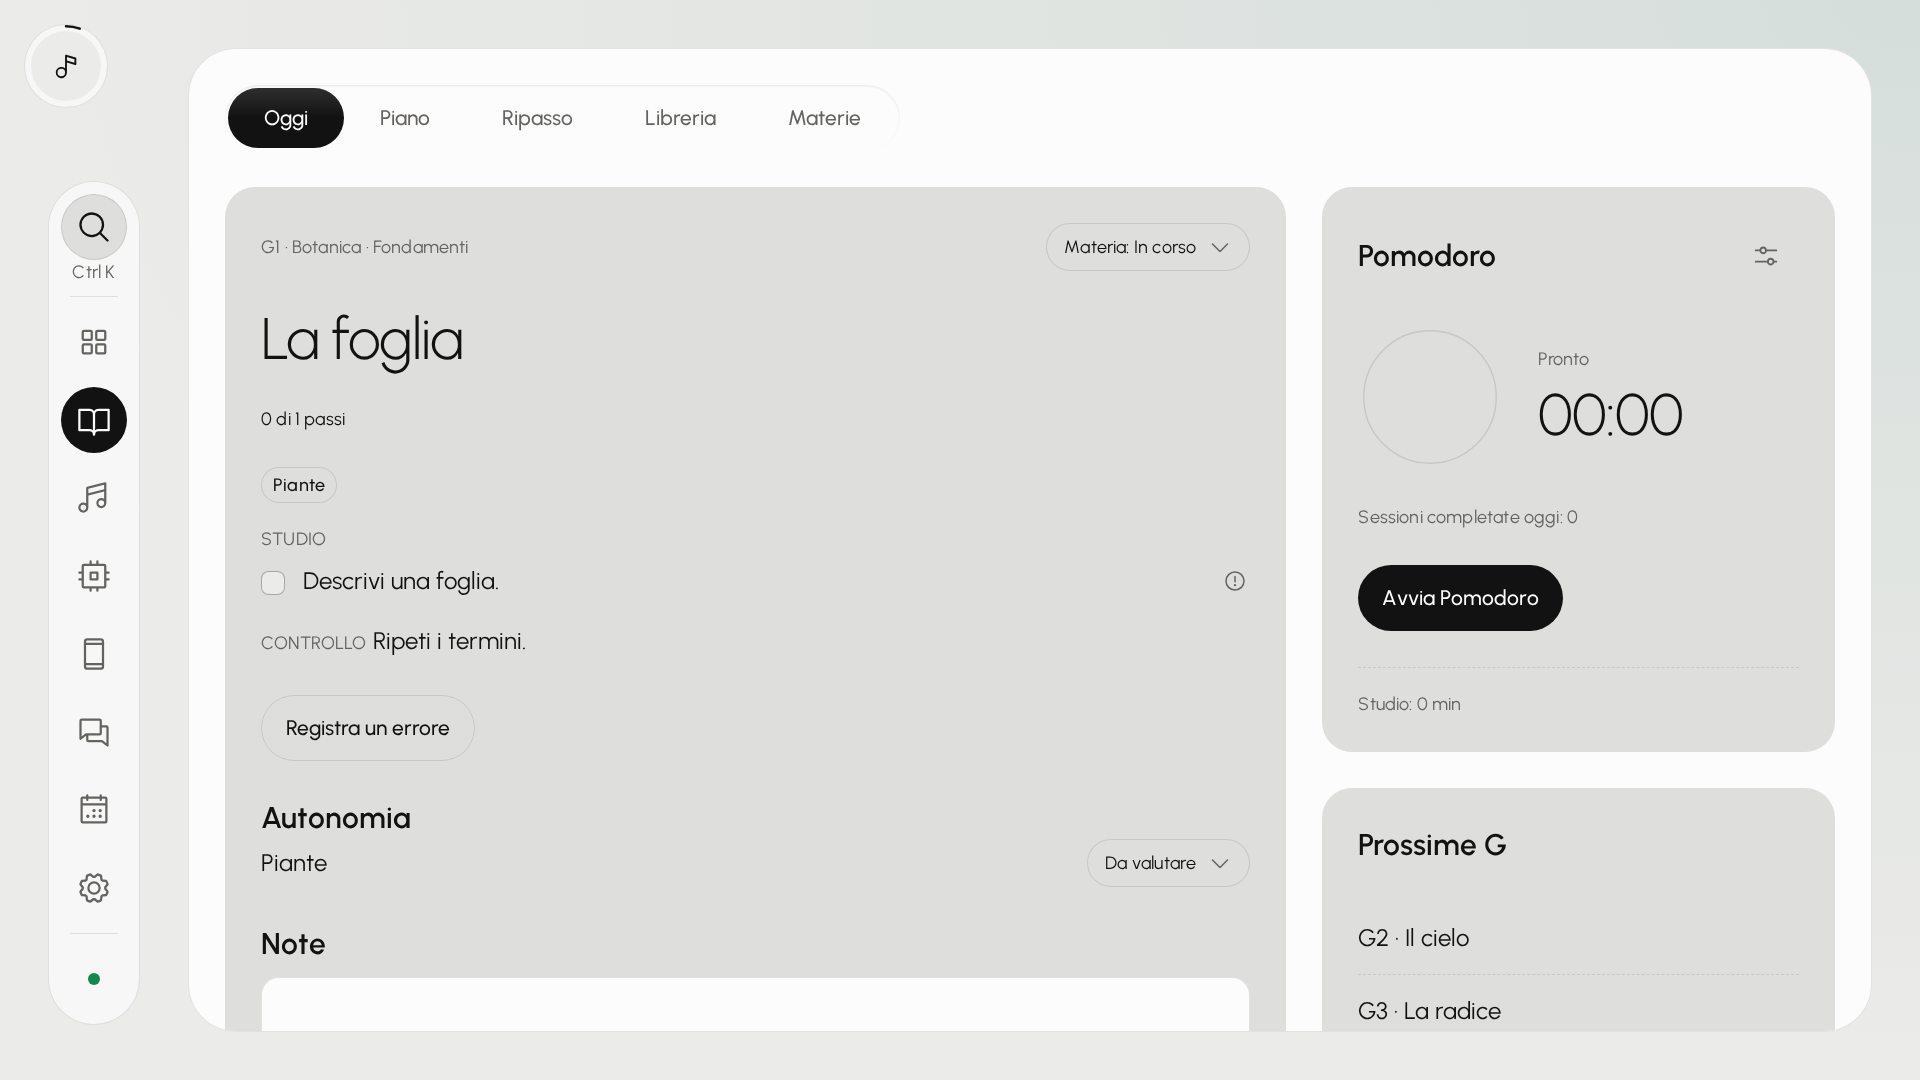 Oggi
Piano
Ripasso
Libreria
Materie
Ctrl K
G1 · Botanica · Fondamenti
Materia: In corso
La foglia
0 di 1 passi
Piante
STUDIO
Descrivi una foglia.
CONTROLLO Ripeti i termini.
Registra un errore
Autonomia
Piante
Da valutare
Note
Pomodoro
Pronto
00:00
Sessioni completate oggi: 0
Avvia Pomodoro
Studio: 0 min
Prossime G
G2 · Il cielo
G3 · La radice